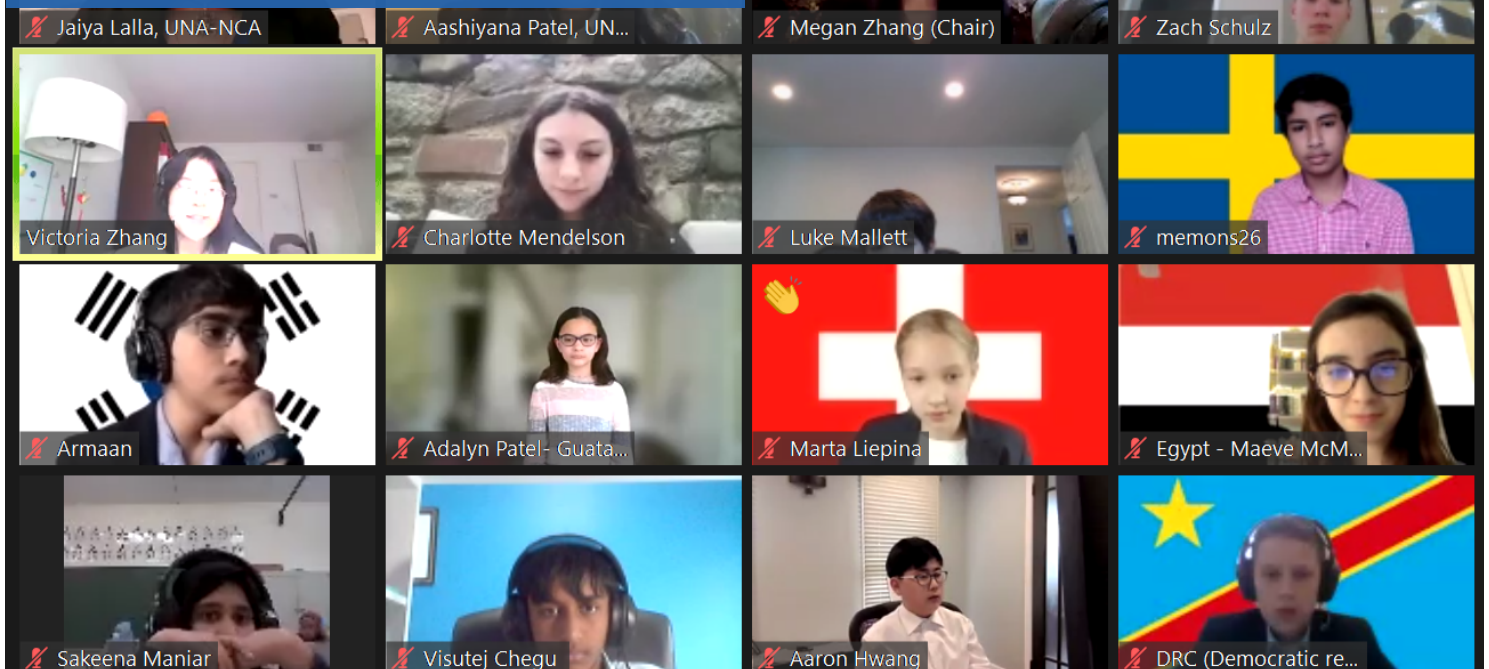 Jaiya Lalla, UNA-NCA
Aashiyana Patel, UN...
Megan Zhang (Chair)
Zach Schulz
Victoria Zhang
Charlotte Mendelson
Luke Mallett
memons26
Armaan
Adalyn Patel- Guata...
Marta Liepina
Egypt - Maeve McM...
Sakeena Maniar
Visutej Chegu
Aaron Hwang
DRC (Democratic re...